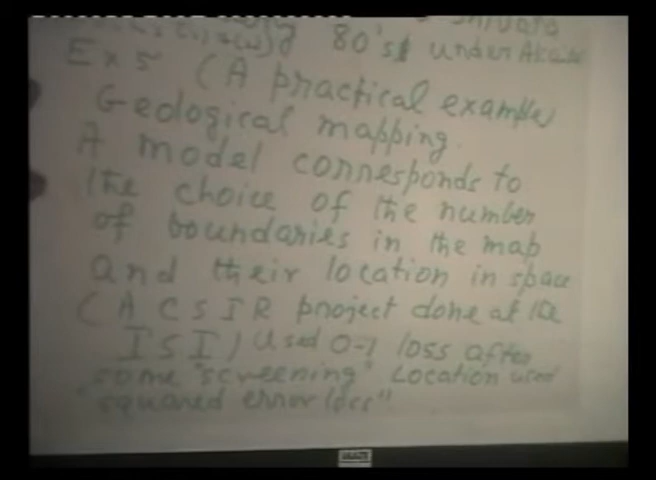 80's under Akaike
Ex 5 (A practical example)
Geological mapping.
A model corresponds to
the choice of the number
of boundaries in the map
and their location in space
(A CSIR project done at the
ISI) Used 0-1 loss after
some "screening" Location used
"squared error loss"